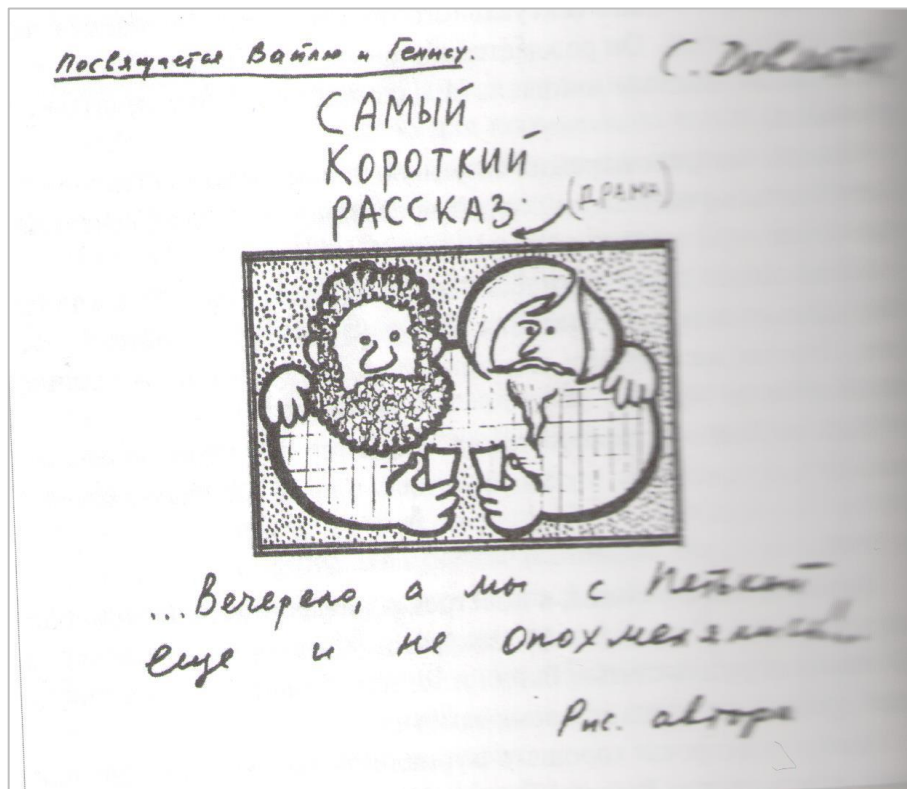 Посвящается Вайлю и Генису.
С. Довлатов
САМЫЙ
КОРОТКИЙ
РАССКАЗ.
(ДРАМА)
...Вечерело, а мы с Петькой
еще и не опохмелялись...
Рис. автора